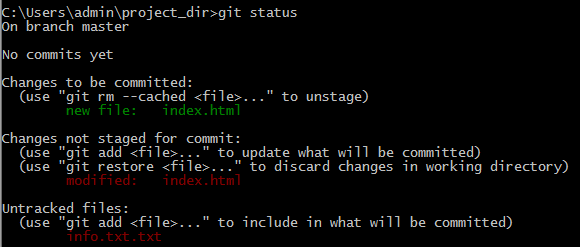 C:\Users\admin\project_dir>git status
On branch master
No commits yet
Changes to be committed:
(use "git rm --cached <file>..." to unstage)
new file:   index.html
Changes not staged for commit:
(use "git add <file>..." to update what will be committed)
(use "git restore <file>..." to discard changes in working directory)
modified:   index.html
Untracked files:
(use "git add <file>..." to include in what will be committed)
info.txt.txt